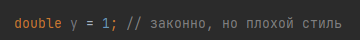 double y = 1; // законно, но плохой стиль